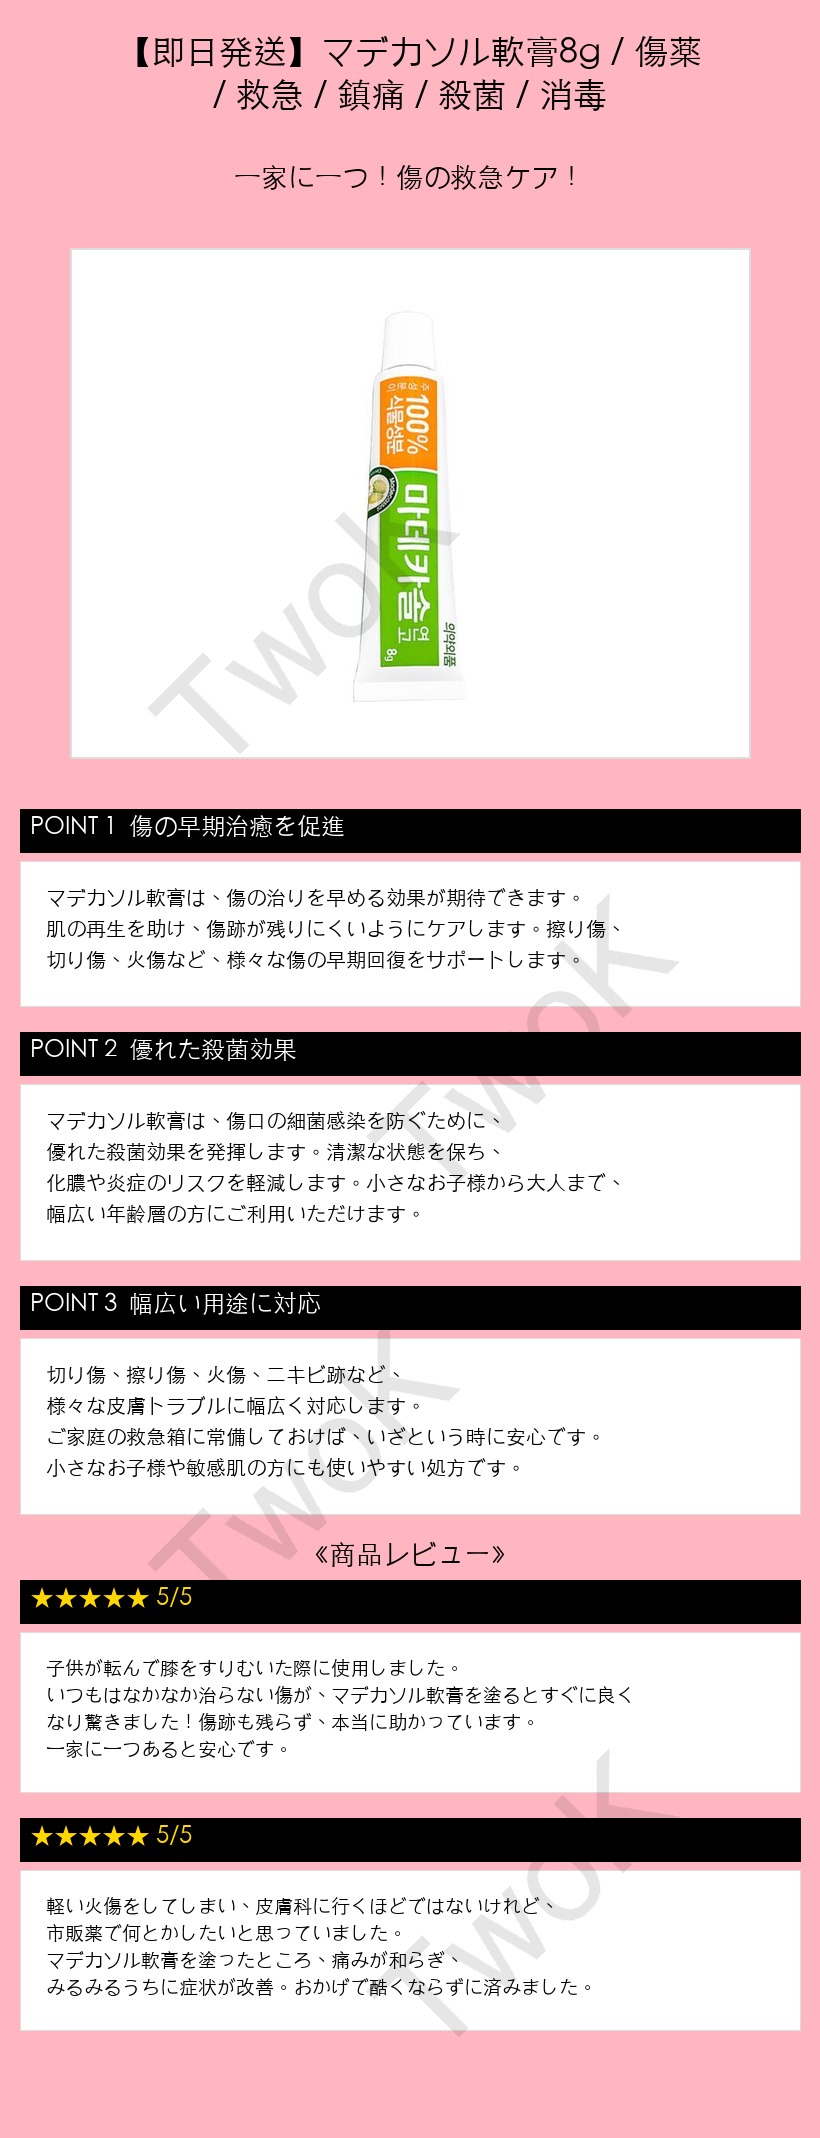 【即日発送】マデカソル軟膏8g / 傷薬
/ 救急 / 鎮痛 / 殺菌 / 消毒
一家に一つ！傷の救急ケア！
주성분이
100%
식물성분
마데카솔
연고
8g
의약외품
TwoK
POINT 1 傷の早期治癒を促進
マデカソル軟膏は、傷の治りを早める効果が期待できます。
肌の再生を助け、傷跡が残りにくいようにケアします。擦り傷、
切り傷、火傷など、様々な傷の早期回復をサポートします。
TwoK
POINT 2 優れた殺菌効果
マデカソル軟膏は、傷口の細菌感染を防ぐために、
優れた殺菌効果を発揮します。清潔な状態を保ち、
化膿や炎症のリスクを軽減します。小さなお子様から大人まで、
幅広い年齢層の方にご利用いただけます。
POINT 3 幅広い用途に対応
切り傷、擦り傷、火傷、ニキビ跡など、
様々な皮膚トラブルに幅広く対応します。
ご家庭の救急箱に常備しておけば、いざという時に安心です。
小さなお子様や敏感肌の方にも使いやすい処方です。
TwoK
《商品レビュー》
★★★★★ 5/5
子供が転んで膝をすりむいた際に使用しました。
いつもはなかなか治らない傷が、マデカソル軟膏を塗るとすぐに良く
なり驚きました！傷跡も残らず、本当に助かっています。
一家に一つあると安心です。
★★★★★ 5/5
軽い火傷をしてしまい、皮膚科に行くほどではないけれど、
市販薬で何とかしたいと思っていました。
マデカソル軟膏を塗ったところ、痛みが和らぎ、
みるみるうちに症状が改善。おかげで酷くならずに済みました。
TwoK